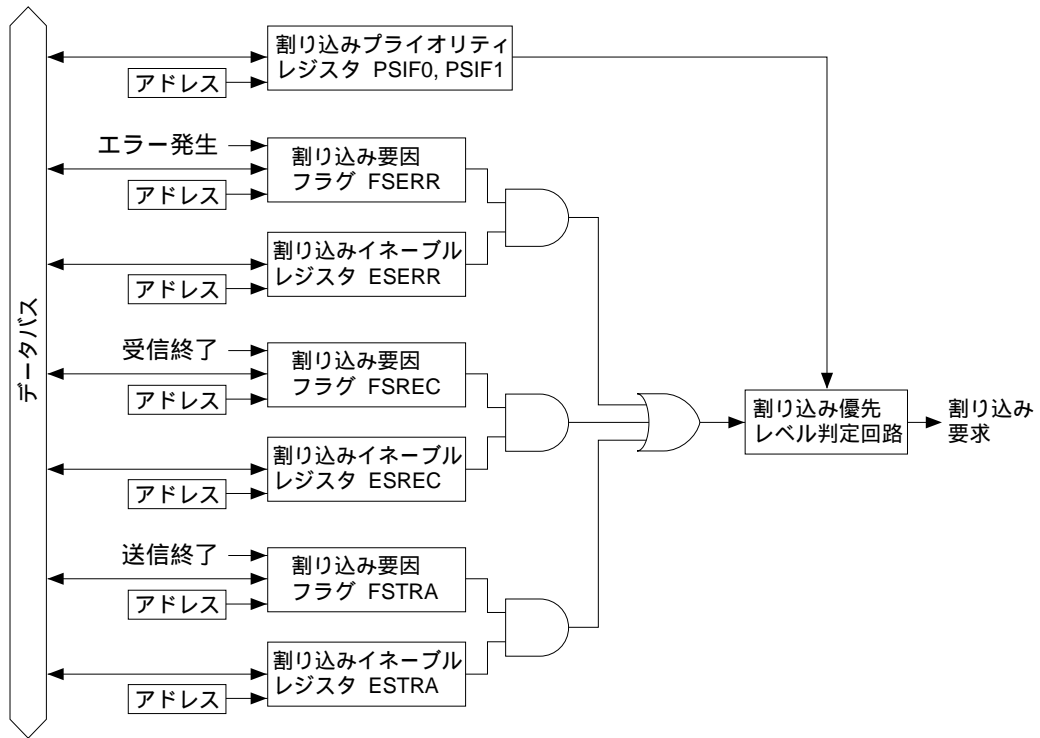 割り込みプライオリティ
レジスタ PSIF0, PSIF1
アドレス
エラー発生
割り込み要因
フラグ FSERR
アドレス
割り込みイネーブル
レジスタ ESERR
アドレス
データバス
受信終了
割り込み要因
フラグ FSREC
アドレス
割り込みイネーブル
レジスタ ESREC
アドレス
割り込み優先
レベル判定回路
割り込み
要求
送信終了
割り込み要因
フラグ FSTRA
アドレス
割り込みイネーブル
レジスタ ESTRA
アドレス